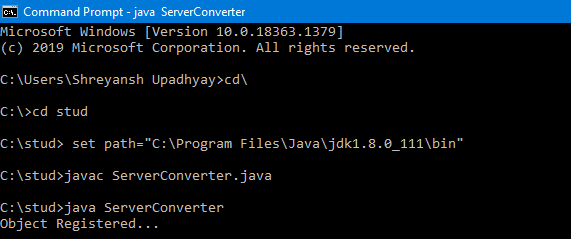 C:\. Command Prompt - java ServerConverter
Microsoft Windows [Version 10.0.18363.1379]
(c) 2019 Microsoft Corporation. All rights reserved.
C:\Users\Shreyansh Upadhyay>cd\
C:\>cd stud
C:\stud> set path="C:\Program Files\Java\jdk1.8.0_111\bin"
C:\stud>javac ServerConverter.java
C:\stud>java ServerConverter
Object Registered...